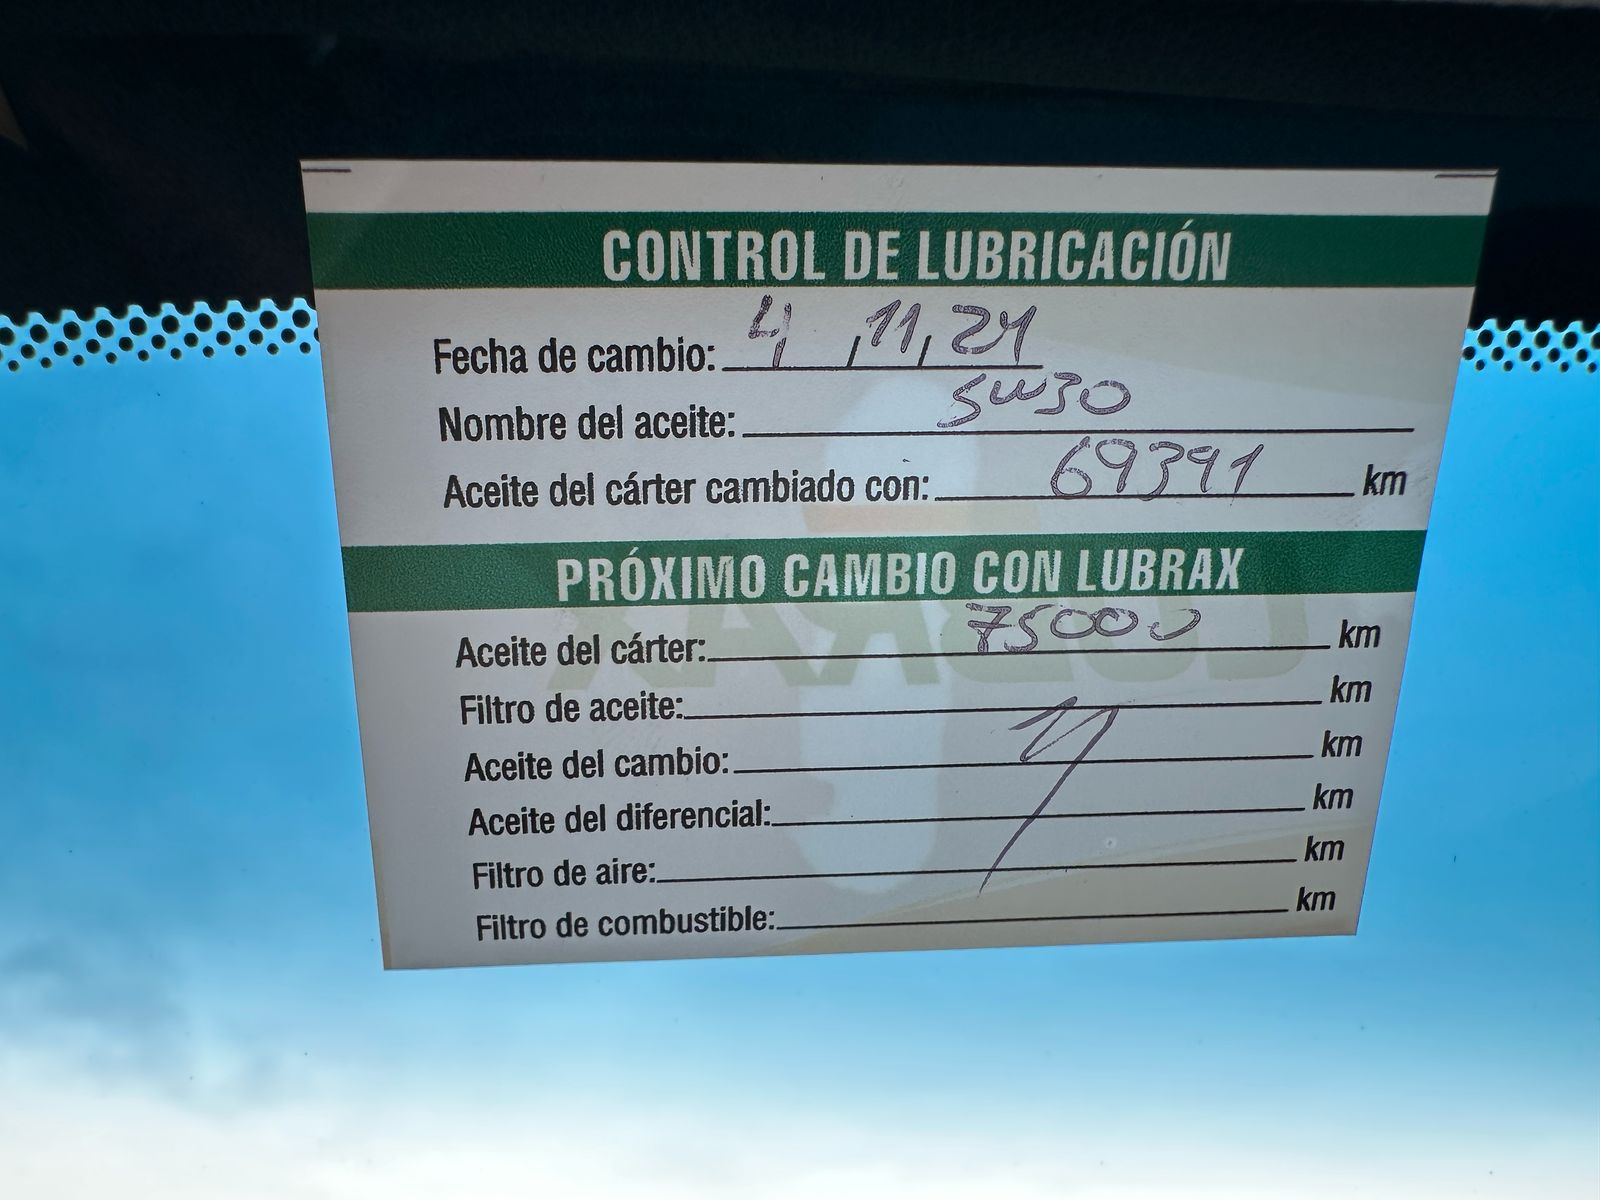 CONTROL DE LUBRICACIÓN
Fecha de cambio: 4/11/24
Nombre del aceite: 5W30
Aceite del cárter cambiado con: 69391 km
PRÓXIMO CAMBIO CON LUBRAX
Aceite del cárter: 75000 km
Filtro de aceite: km
Aceite del cambio: km
Aceite del diferencial: km
Filtro de aire: km
Filtro de combustible: km